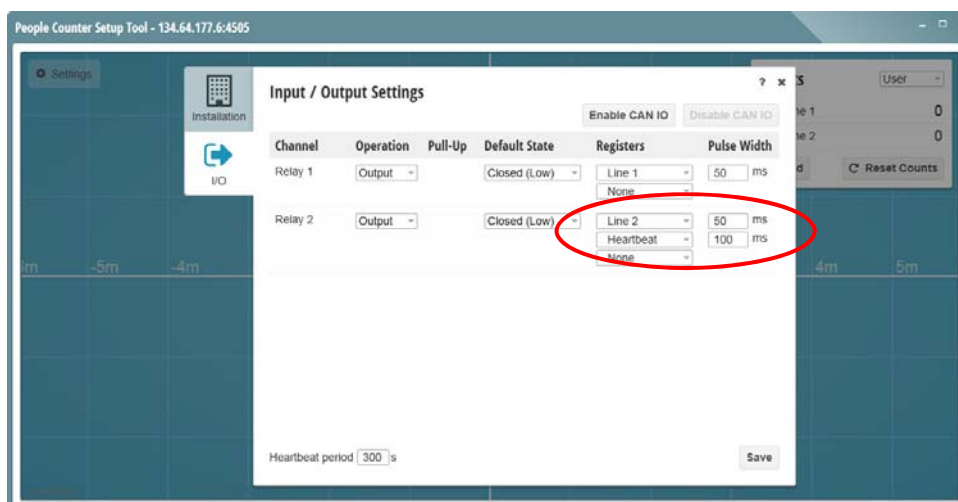 People Counter Setup Tool - 134.64.177.6:4505
Settings
Installation
I/O
Input / Output Settings
? x
Enable CAN IO Disable CAN IO
Channel Operation Pull-Up Default State Registers Pulse Width
Relay 1 Output Closed (Low) Line 1 50 ms
None
Relay 2 Output Closed (Low) Line 2 50 ms
Heartbeat 100 ms
None
Heartbeat period 300 s
Save
User
1 0
2 0
Reset Counts
-5m -4m 4m 5m